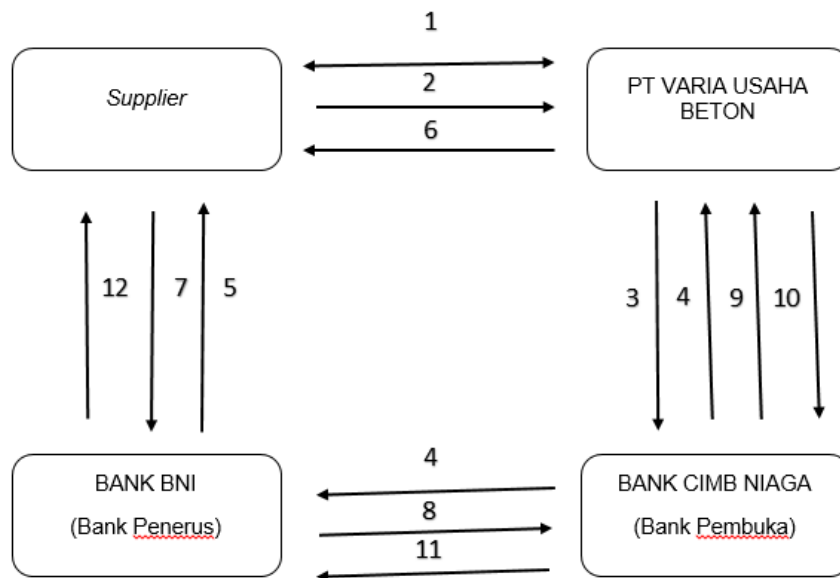 1
Supplier
PT VARIA USAHA
BETON
2
6
12
7
5
3
4
9
10
4
BANK BNI
(Bank Penerus)
BANK CIMB NIAGA
(Bank Pembuka)
8
11